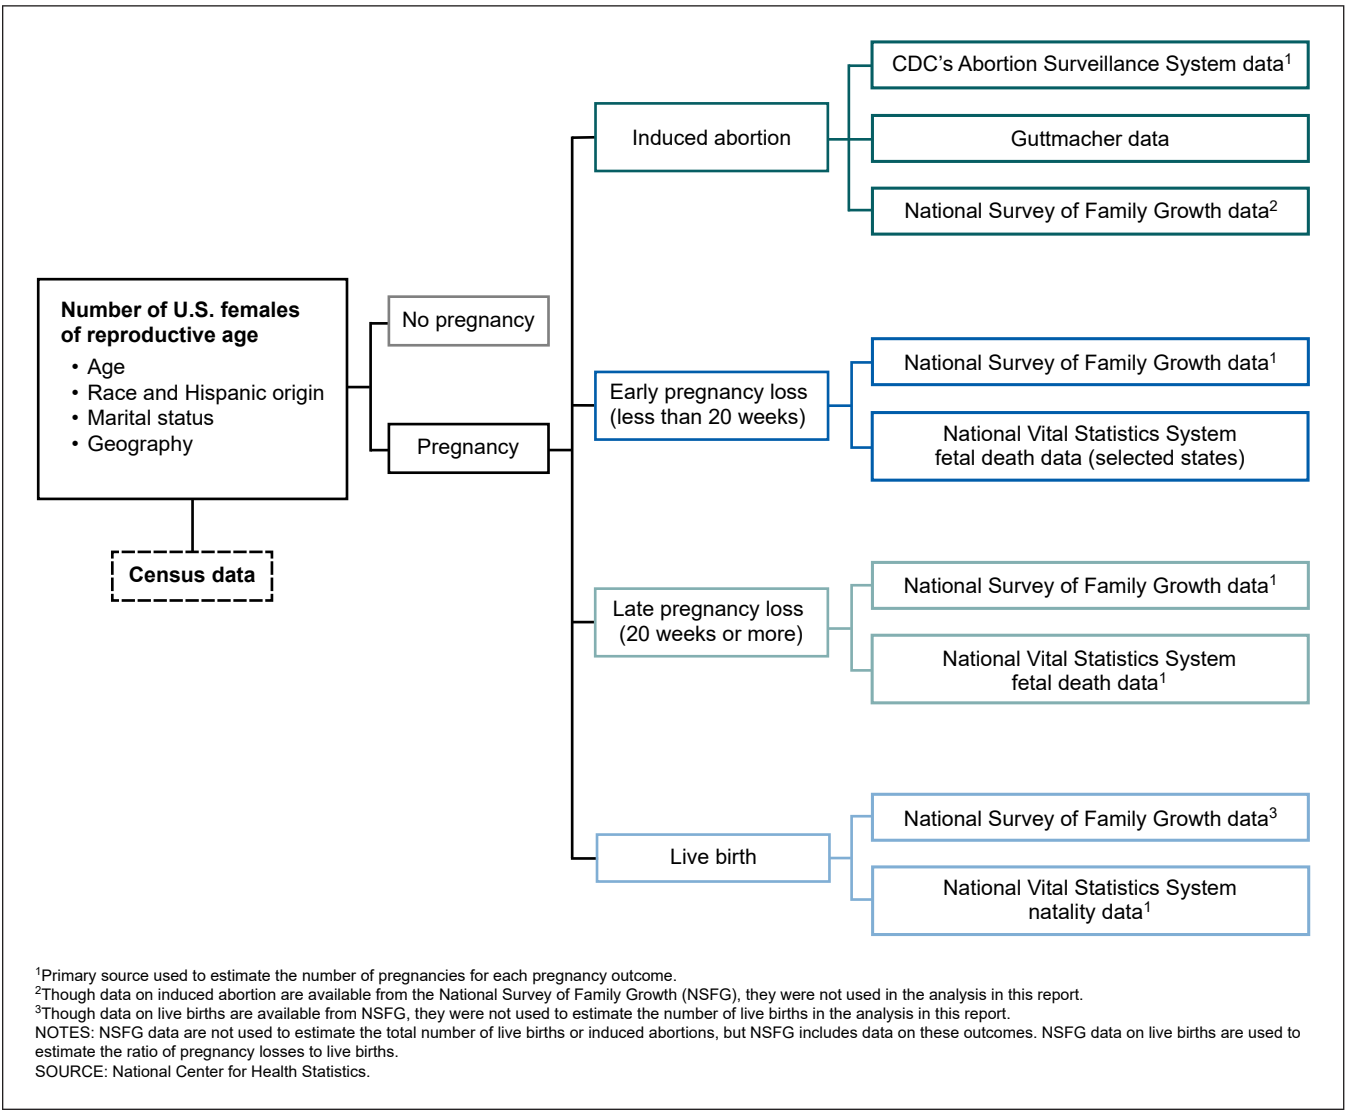 CDC’s Abortion Surveillance System data1
Induced abortion
Guttmacher data
National Survey of Family Growth data2
Number of U.S. females
of reproductive age
• Age
• Race and Hispanic origin
• Marital status
• Geography
Census data
No pregnancy
Pregnancy
Early pregnancy loss
(less than 20 weeks)
National Survey of Family Growth data1
National Vital Statistics System
fetal death data (selected states)
Late pregnancy loss
(20 weeks or more)
National Survey of Family Growth data1
National Vital Statistics System
fetal death data1
Live birth
National Survey of Family Growth data3
National Vital Statistics System
natality data1
1Primary source used to estimate the number of pregnancies for each pregnancy outcome.
2Though data on induced abortion are available from the National Survey of Family Growth (NSFG), they were not used in the analysis in this report.
3Though data on live births are available from NSFG, they were not used to estimate the number of live births in the analysis in this report.
NOTES: NSFG data are not used to estimate the total number of live births or induced abortions, but NSFG includes data on these outcomes. NSFG data on live births are used to
estimate the ratio of pregnancy losses to live births.
SOURCE: National Center for Health Statistics.